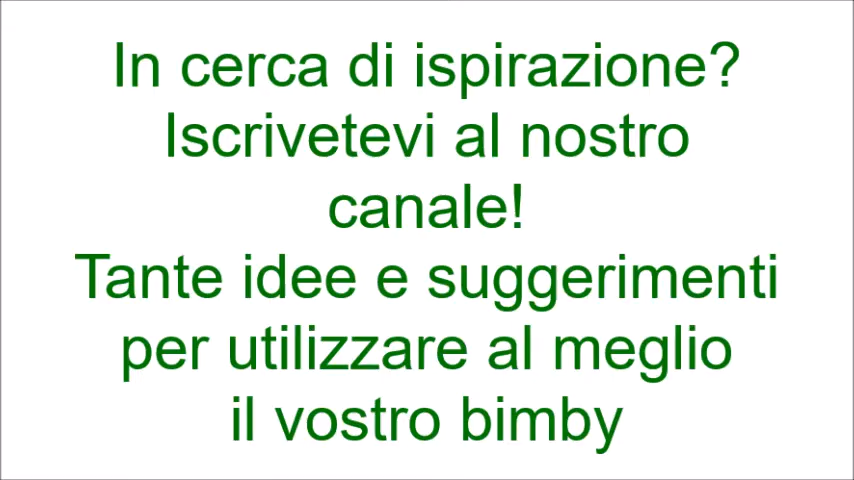 In cerca di ispirazione?
Iscrivetevi al nostro
canale!
Tante idee e suggerimenti
per utilizzare al meglio
il vostro bimby